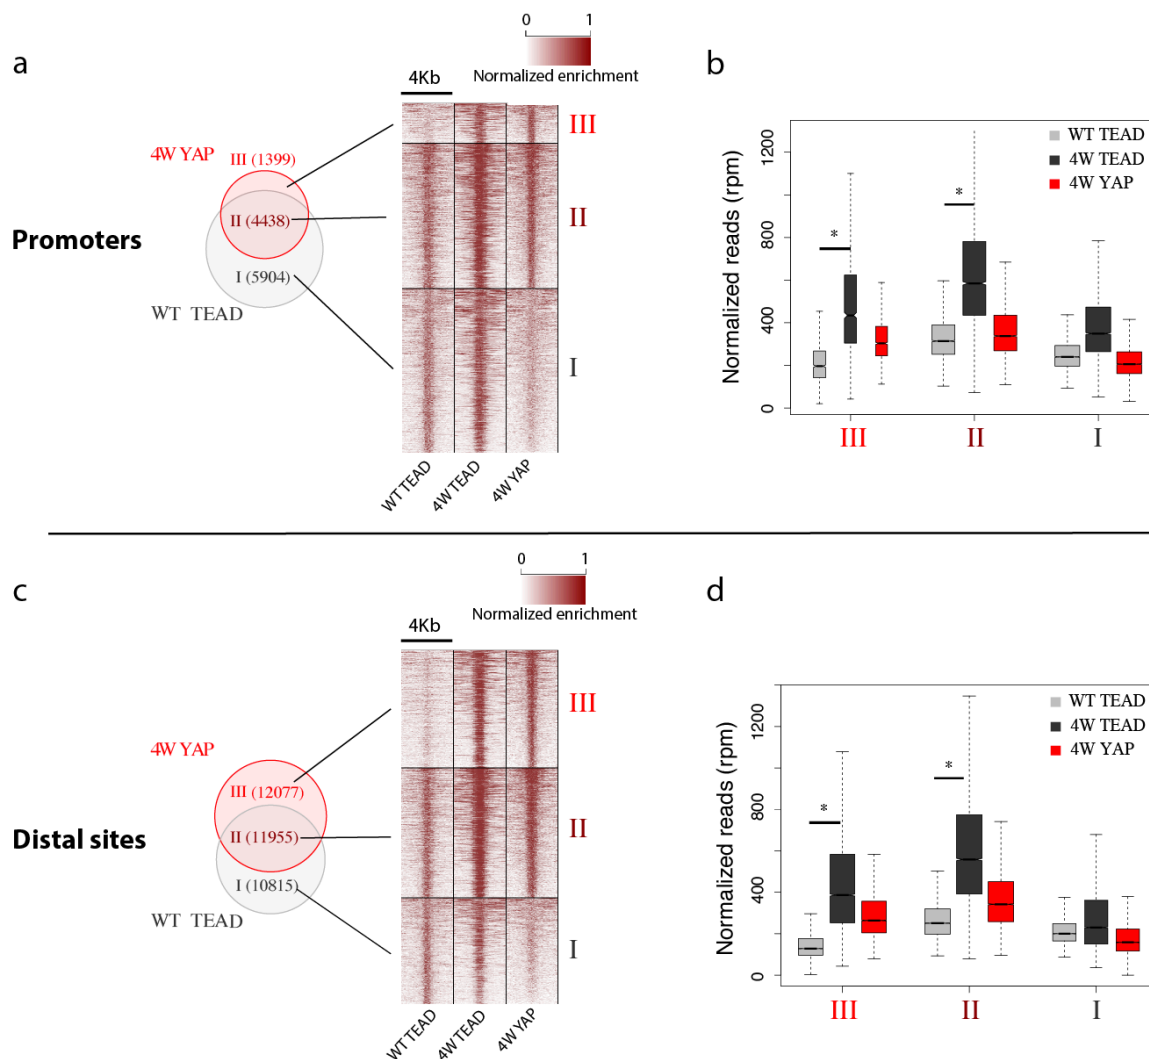 a
0 1
Normalized enrichment
4Kb
4W YAP
III (1399)
II (4438)
I (5904)
WT TEAD
Promoters
III
II
I
WT TEAD
4W TEAD
4W YAP
b
Normalized reads (rpm)
1200
800
400
0
WT TEAD
4W TEAD
4W YAP
*
*
III II I
c
0 1
Normalized enrichment
4Kb
4W YAP
III (12077)
II (11955)
I (10815)
WT TEAD
Distal sites
III
II
I
WT TEAD
4W TEAD
4W YAP
d
Normalized reads (rpm)
1200
800
400
0
WT TEAD
4W TEAD
4W YAP
*
*
III II I